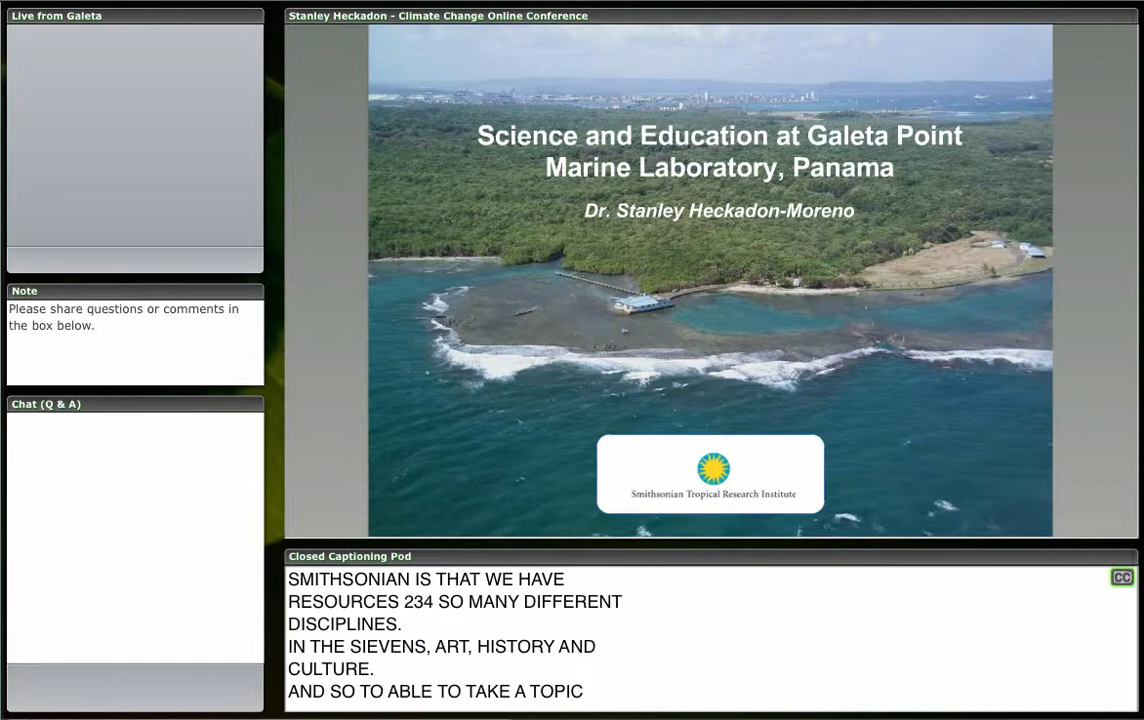 Live from Galeta
Stanley Heckadon - Climate Change Online Conference
Science and Education at Galeta Point
Marine Laboratory, Panama
Dr. Stanley Heckadon-Moreno
Smithsonian Tropical Research Institute
Note
Please share questions or comments in
the box below.
Chat (Q & A)
Closed Captioning Pod
CC
SMITHSONIAN IS THAT WE HAVE
RESOURCES 234 SO MANY DIFFERENT
DISCIPLINES.
IN THE SIEVENS, ART, HISTORY AND
CULTURE.
AND SO TO ABLE TO TAKE A TOPIC